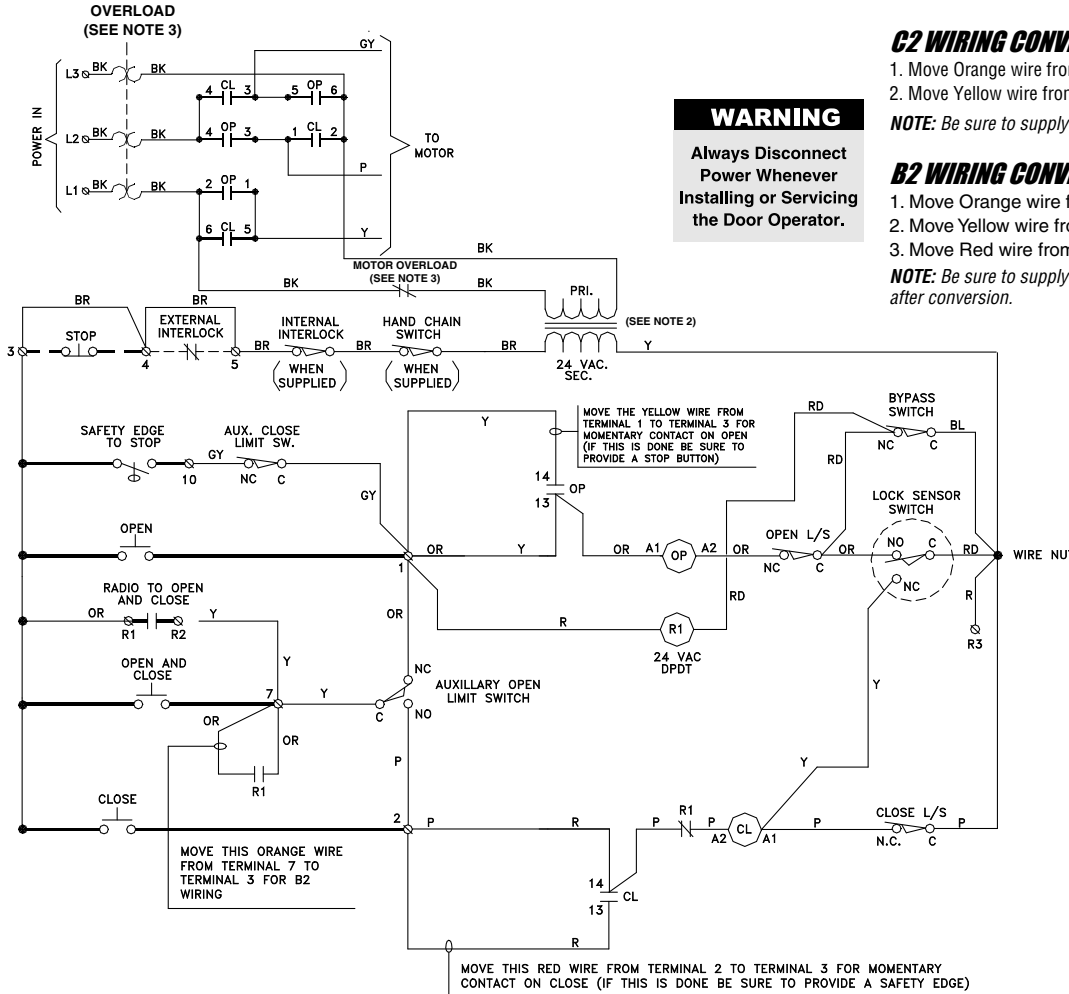 OVERLOAD
(SEE NOTE 3)
GY
L3 BK BK
4 CL 3 5 OP 6
POWER IN
L2 BK BK
4 OP 3 1 CL 2
TO
MOTOR
P
L1 BK BK
2 OP 1
6 CL 5
Y
BK
MOTOR OVERLOAD
(SEE NOTE 3)
BK BK
PRI.
(SEE NOTE 2)
24 VAC.
SEC.
WARNING
Always Disconnect
Power Whenever
Installing or Servicing
the Door Operator.
C2 WIRING CONV
1. Move Orange wire fro
2. Move Yellow wire from
NOTE: Be sure to supply
B2 WIRING CONV
1. Move Orange wire f
2. Move Yellow wire fro
3. Move Red wire from
NOTE: Be sure to supply
after conversion.
BR BR
STOP
EXTERNAL
INTERLOCK
INTERNAL
INTERLOCK
HAND CHAIN
SWITCH
3 4 5 BR BR BR Y
(WHEN
SUPPLIED)
(WHEN
SUPPLIED)
SAFETY EDGE
TO STOP
AUX. CLOSE
LIMIT SW.
GY
10 NC C
GY
Y
MOVE THE YELLOW WIRE FROM
TERMINAL 1 TO TERMINAL 3 FOR
MOMENTARY CONTACT ON OPEN
(IF THIS IS DONE BE SURE TO
PROVIDE A STOP BUTTON)
RD
BYPASS
SWITCH
BL
NC C
RD
14
OP
13
LOCK SENSOR
SWITCH
OPEN
1 OR Y OR A1 OP A2 OR
OPEN L/S
NC C
OR NO C RD
WIRE NUT
NC
RD
R
R3
RADIO TO OPEN
AND CLOSE
OR Y
R1 R2
OR
R R1
24 VAC
DPDT
Y
OPEN AND
CLOSE
7 Y
NC
AUXILLARY OPEN
LIMIT SWITCH
C NO
Y
OR
OR
R1
P
Y
CLOSE
2 P R
P R1 P CL P
A2 A1
CLOSE L/S
P
N.C. C
MOVE THIS ORANGE WIRE
FROM TERMINAL 7 TO
TERMINAL 3 FOR B2
WIRING
14
CL
13
R
MOVE THIS RED WIRE FROM TERMINAL 2 TO TERMINAL 3 FOR MOMENTARY
CONTACT ON CLOSE (IF THIS IS DONE BE SURE TO PROVIDE A SAFETY EDGE)